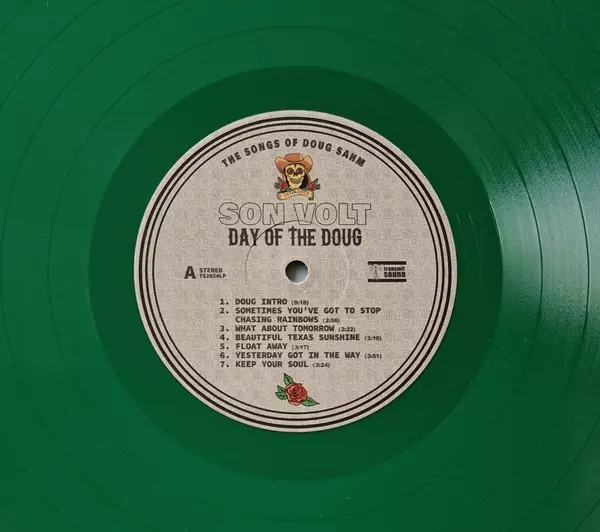 THE SONGS OF DOUG SAHM
SON VOLT
DAY OF THE DOUG
A STEREO
TS2024LP
transmit
SOUND
1. DOUG INTRO (0:18)
2. SOMETIMES YOU'VE GOT TO STOP
CHASING RAINBOWS (2:56)
3. WHAT ABOUT TOMORROW (2:22)
4. BEAUTIFUL TEXAS SUNSHINE (3:10)
5. FLOAT AWAY (3:17)
6. YESTERDAY GOT IN THE WAY (3:51)
7. KEEP YOUR SOUL (3:24)